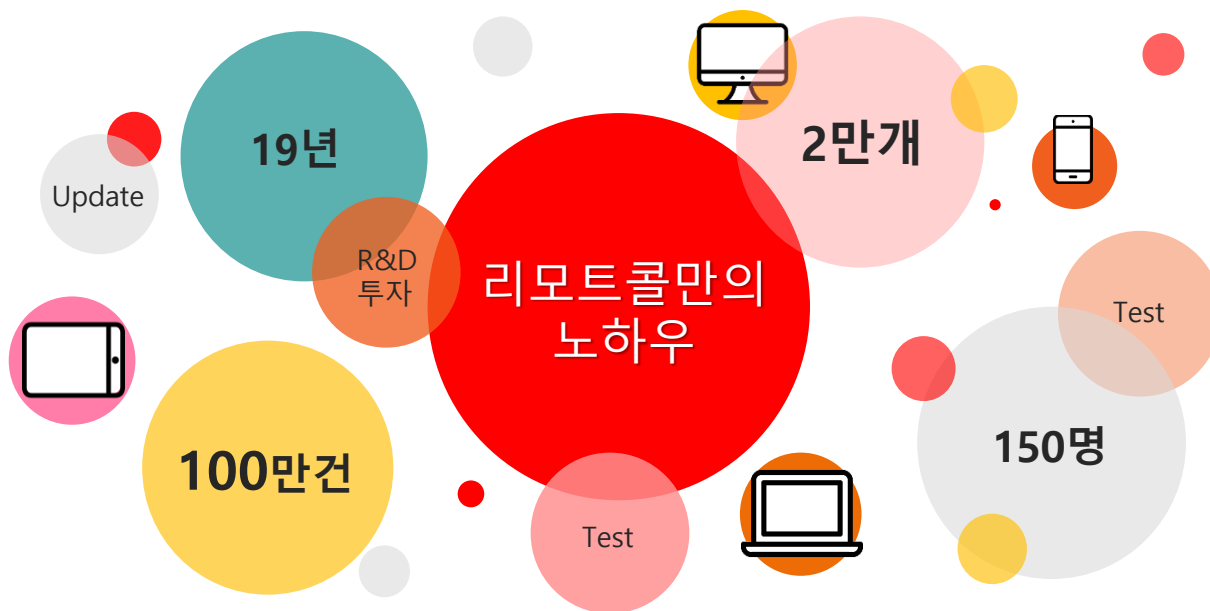 19년
2만개
Update
R&D
투자
리모트콜만의
노하우
Test
100만건
150명
Test